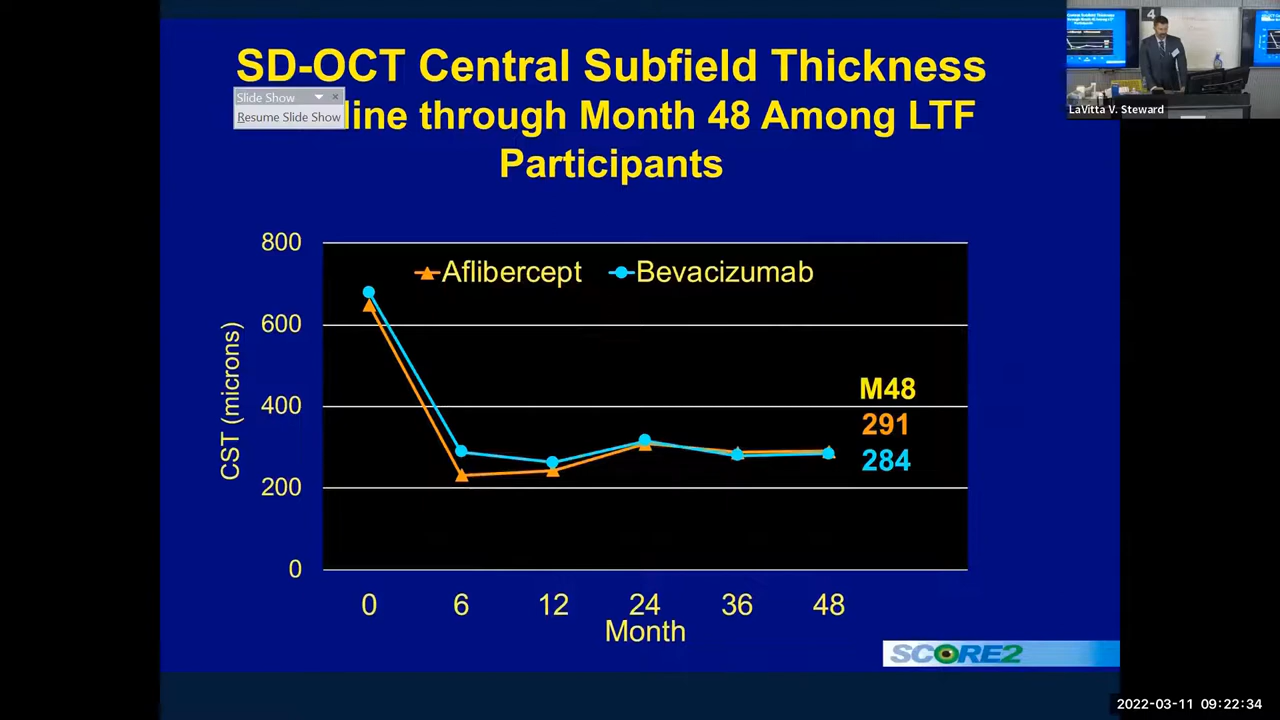 SD-OCT Central Subfield Thickness
line through Month 48 Among LTF
Participants
Slide Show
Resume Slide Show
4
LaVitta V. Steward
800
600
400
200
0
CST (microns)
Aflibercept
Bevacizumab
M48
291
284
0 6 12 24 36 48
Month
SCORE2
2022-03-11 09:22:34